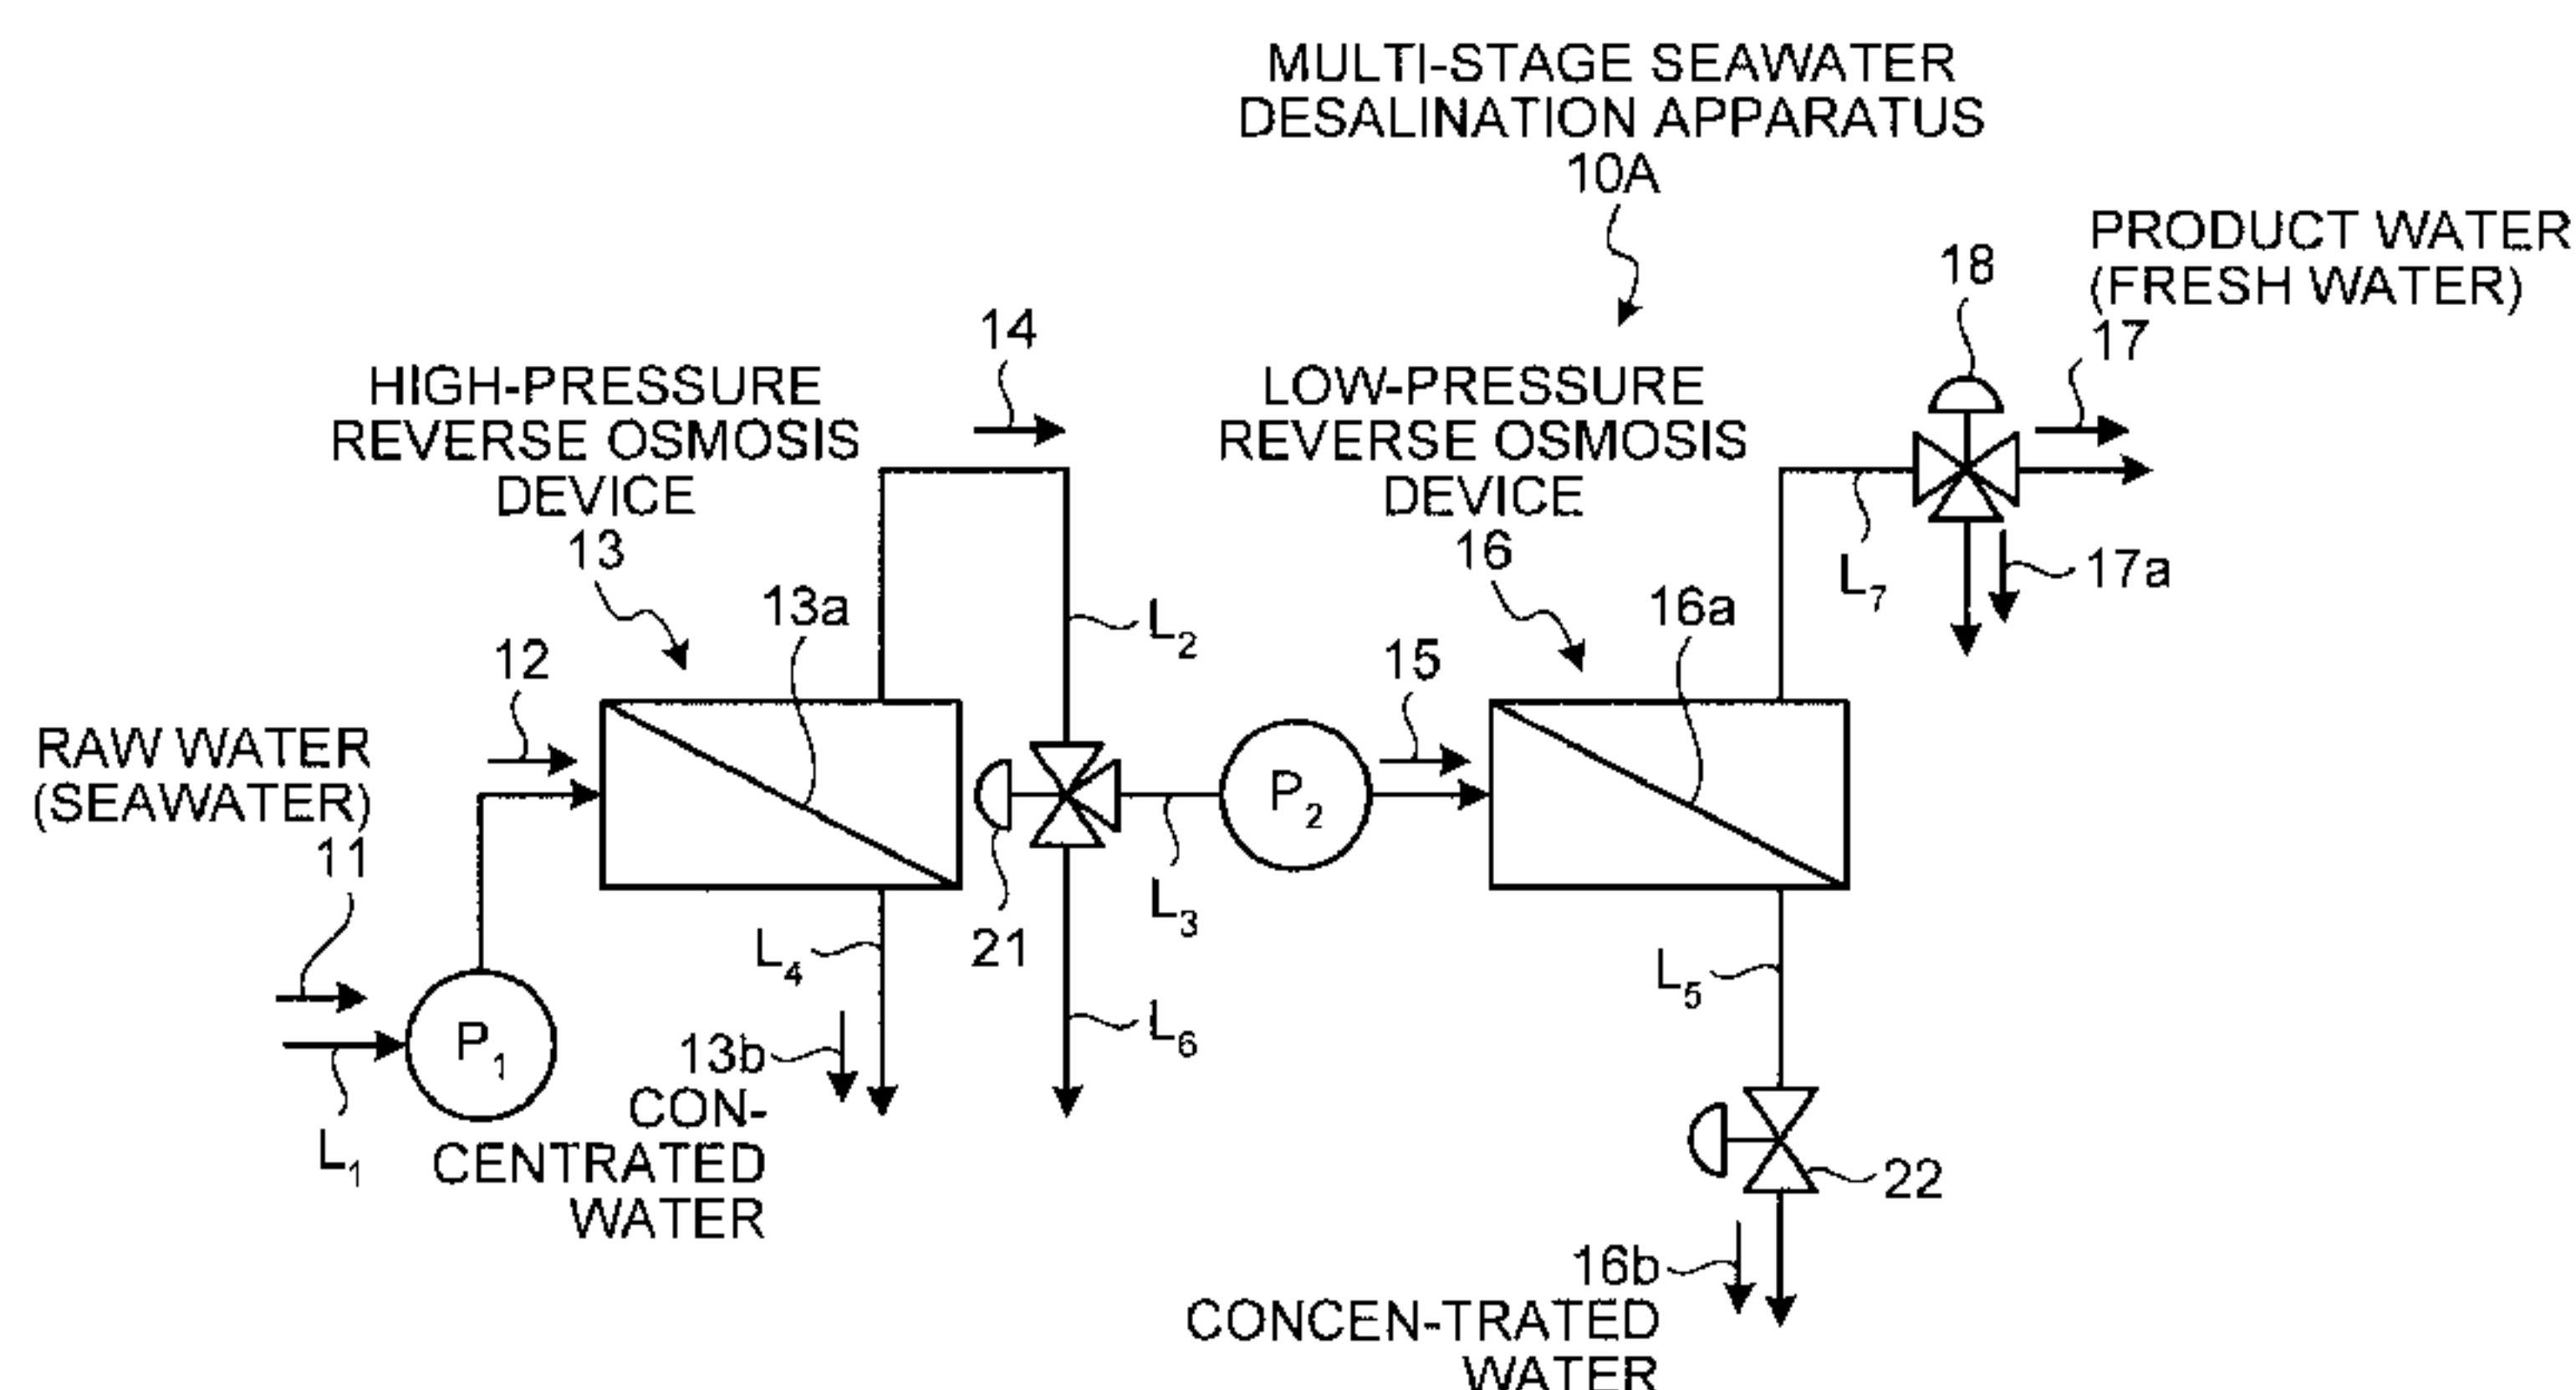 MULTI-STAGE SEAWATER
DESALINATION APPARATUS
10A
PRODUCT WATER
(FRESH WATER)
17
18
14
HIGH-PRESSURE
REVERSE OSMOSIS
DEVICE
13
LOW-PRESSURE
REVERSE OSMOSIS
DEVICE
16
L7
17a
13a
16a
L2
12
15
RAW WATER
(SEAWATER)
11
P2
L3
21
L4
L5
P1
L6
13b
CON-
CENTRATED
WATER
L1
22
16b
CONCEN-TRATED
WATER